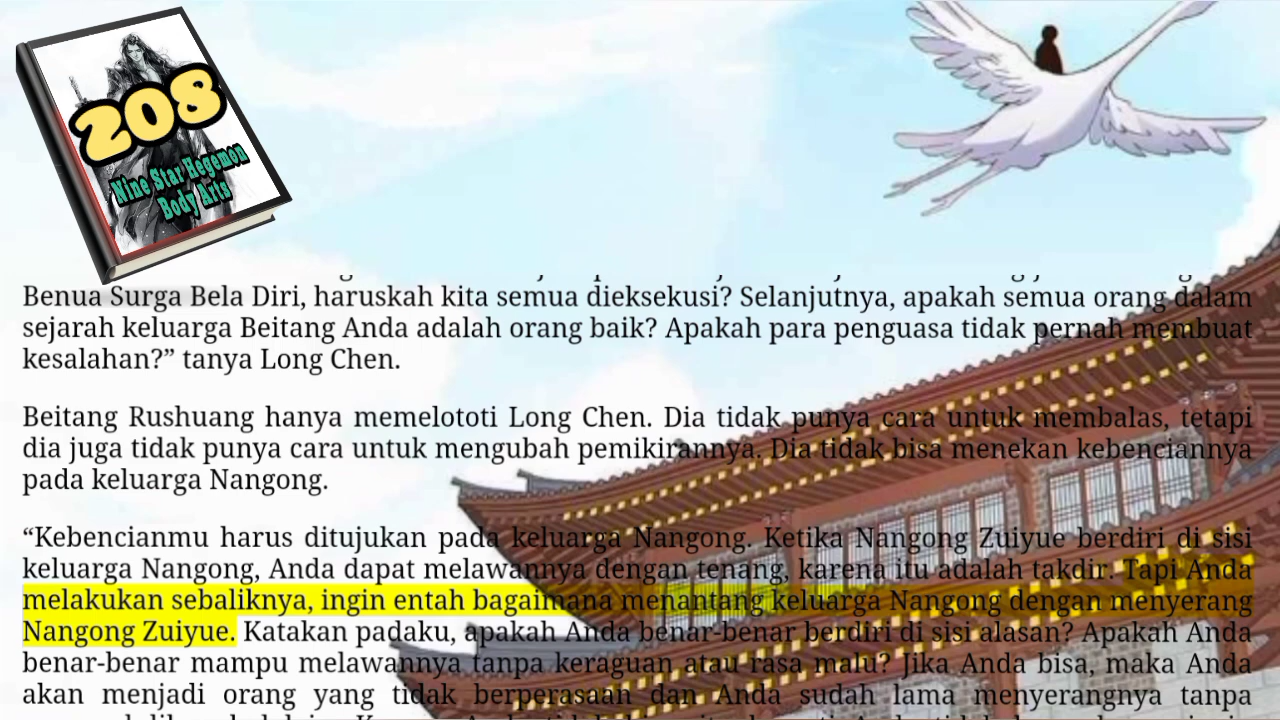 208
Nine Star Hegemon
Body Arts
Benua Surga Bela Diri, haruskah kita semua dieksekusi? Selanjutnya, apakah semua orang dalam
sejarah keluarga Beitang Anda adalah orang baik? Apakah para penguasa tidak pernah membuat
kesalahan?” tanya Long Chen.
Beitang Rushuang hanya memelototi Long Chen. Dia tidak punya cara untuk membalas, tetapi
dia juga tidak punya cara untuk mengubah pemikirannya. Dia tidak bisa menekan kebenciannya
pada keluarga Nangong.
“Kebencianmu harus ditujukan pada keluarga Nangong. Ketika Nangong Zuiyue berdiri di sisi
keluarga Nangong, Anda dapat melawannya dengan tenang, karena itu adalah takdir. Tapi Anda
melakukan sebaliknya, ingin entah bagaimana menantang keluarga Nangong dengan menyerang
Nangong Zuiyue. Katakan padaku, apakah Anda benar-benar berdiri di sisi alasan? Apakah Anda
benar-benar mampu melawannya tanpa keraguan atau rasa malu? Jika Anda bisa, maka Anda
akan menjadi orang yang tidak berperasaan dan Anda sudah lama menyerangnya tanpa